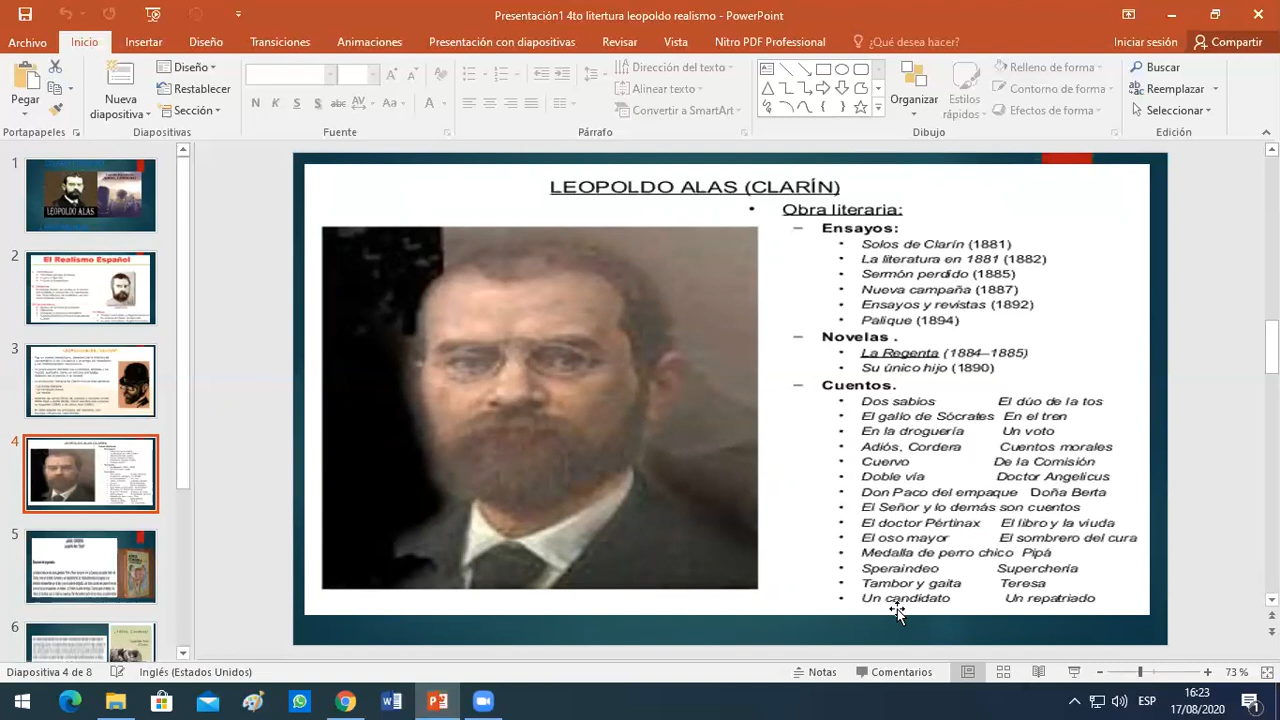 Presentación1 4to litertura leopoldo realismo - PowerPoint
Archivo Inicio Insertar Diseño Transiciones Animaciones Presentación con diapositivas Revisar Vista Nitro PDF Professional ¿Qué desea hacer? Iniciar sesión Compartir
Pegar
Nueva diapositiva
Diseño
Restablecer
Sección
N K S S abc AV Aa A
Dirección del texto
Alinear texto
Convertir a SmartArt
Organizar
Estilos rápidos
Relleno de forma
Contorno de forma
Efectos de forma
Buscar
Reemplazar
Seleccionar
Portapapeles Diapositivas Fuente Párrafo Dibujo Edición
1
LEOPOLDO ALAS
2
El Realismo Español
3
4
5
6
LEOPOLDO ALAS (CLARÍN)
• Obra literaria:
– Ensayos:
• Solos de Clarín (1881)
• La literatura en 1881 (1882)
• Sermón perdido (1885)
• Nueva campaña (1887)
• Ensayos y revistas (1892)
• Palique (1894)
– Novelas .
• La Regenta (1884–1885)
• Su único hijo (1890)
– Cuentos.
• Dos sabios El dúo de la tos
• El gallo de Sócrates En el tren
• En la droguería Un voto
• Adiós, Cordera Cuentos morales
• Cuervo De la Comisión
• Doble vía Doctor Angelicus
• Don Paco del empaque Doña Berta
• El Señor y lo demás son cuentos
• El doctor Pértinax El libro y la viuda
• El oso mayor El sombrero del cura
• Medalla de perro chico Pipá
• Speraindeo Superchería
• Tambor y gaita Teresa
• Un candidato Un repatriado
Diapositiva 4 de 8 Inglés (Estados Unidos) Notas Comentarios 73 %
ESP
16:23
17/08/2020